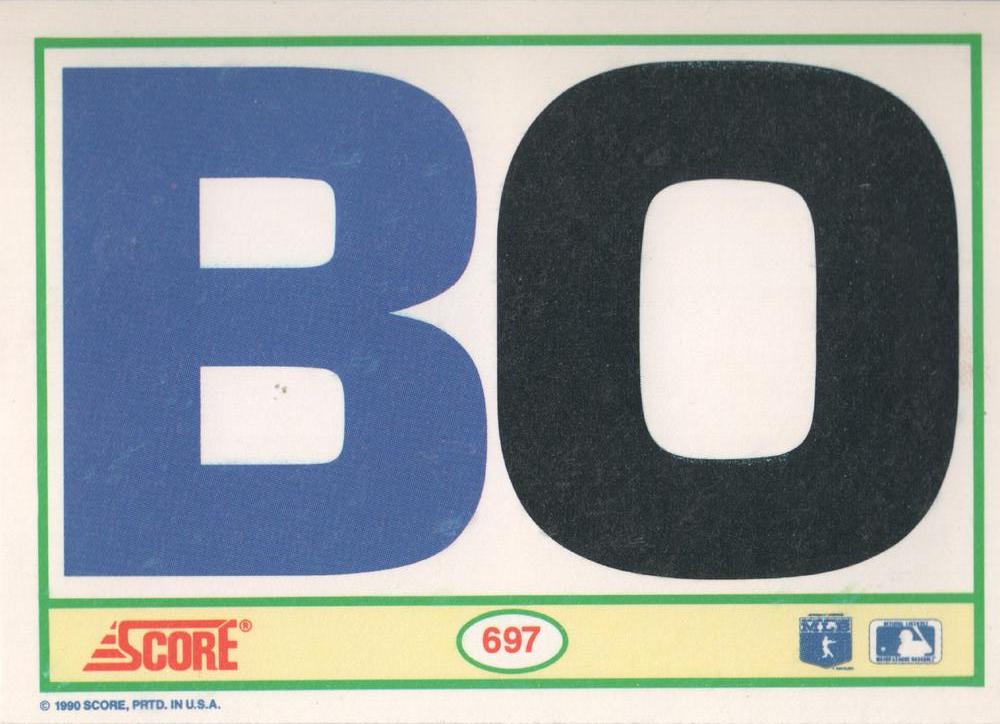 BO
SCORE®
697
© 1990 SCORE, PRTD. IN U.S.A.